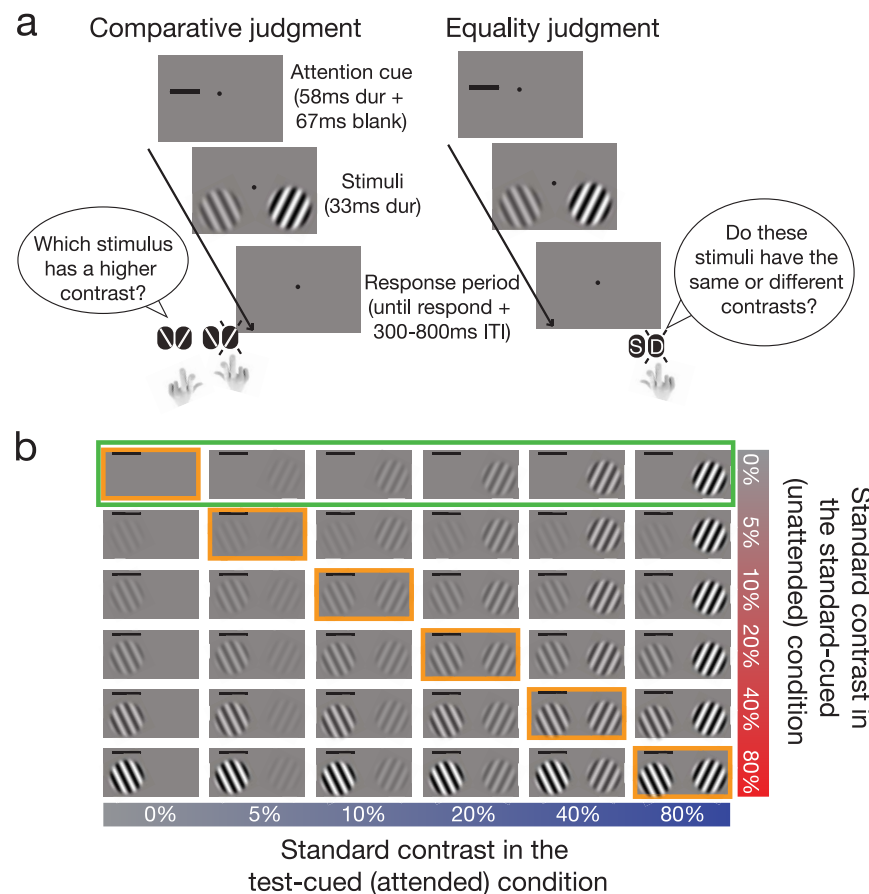 a
Comparative judgment
Equality judgment
Attention cue
(58ms dur +
67ms blank)
Stimuli
(33ms dur)
Which stimulus
has a higher
contrast?
Response period
(until respond +
300-800ms ITI)
Do these
stimuli have the
same or different
contrasts?
S D
b
0%
5%
10%
20%
40%
80%
Standard contrast in
the standard-cued
(unattended) condition
0% 5% 10% 20% 40% 80%
Standard contrast in the
test-cued (attended) condition